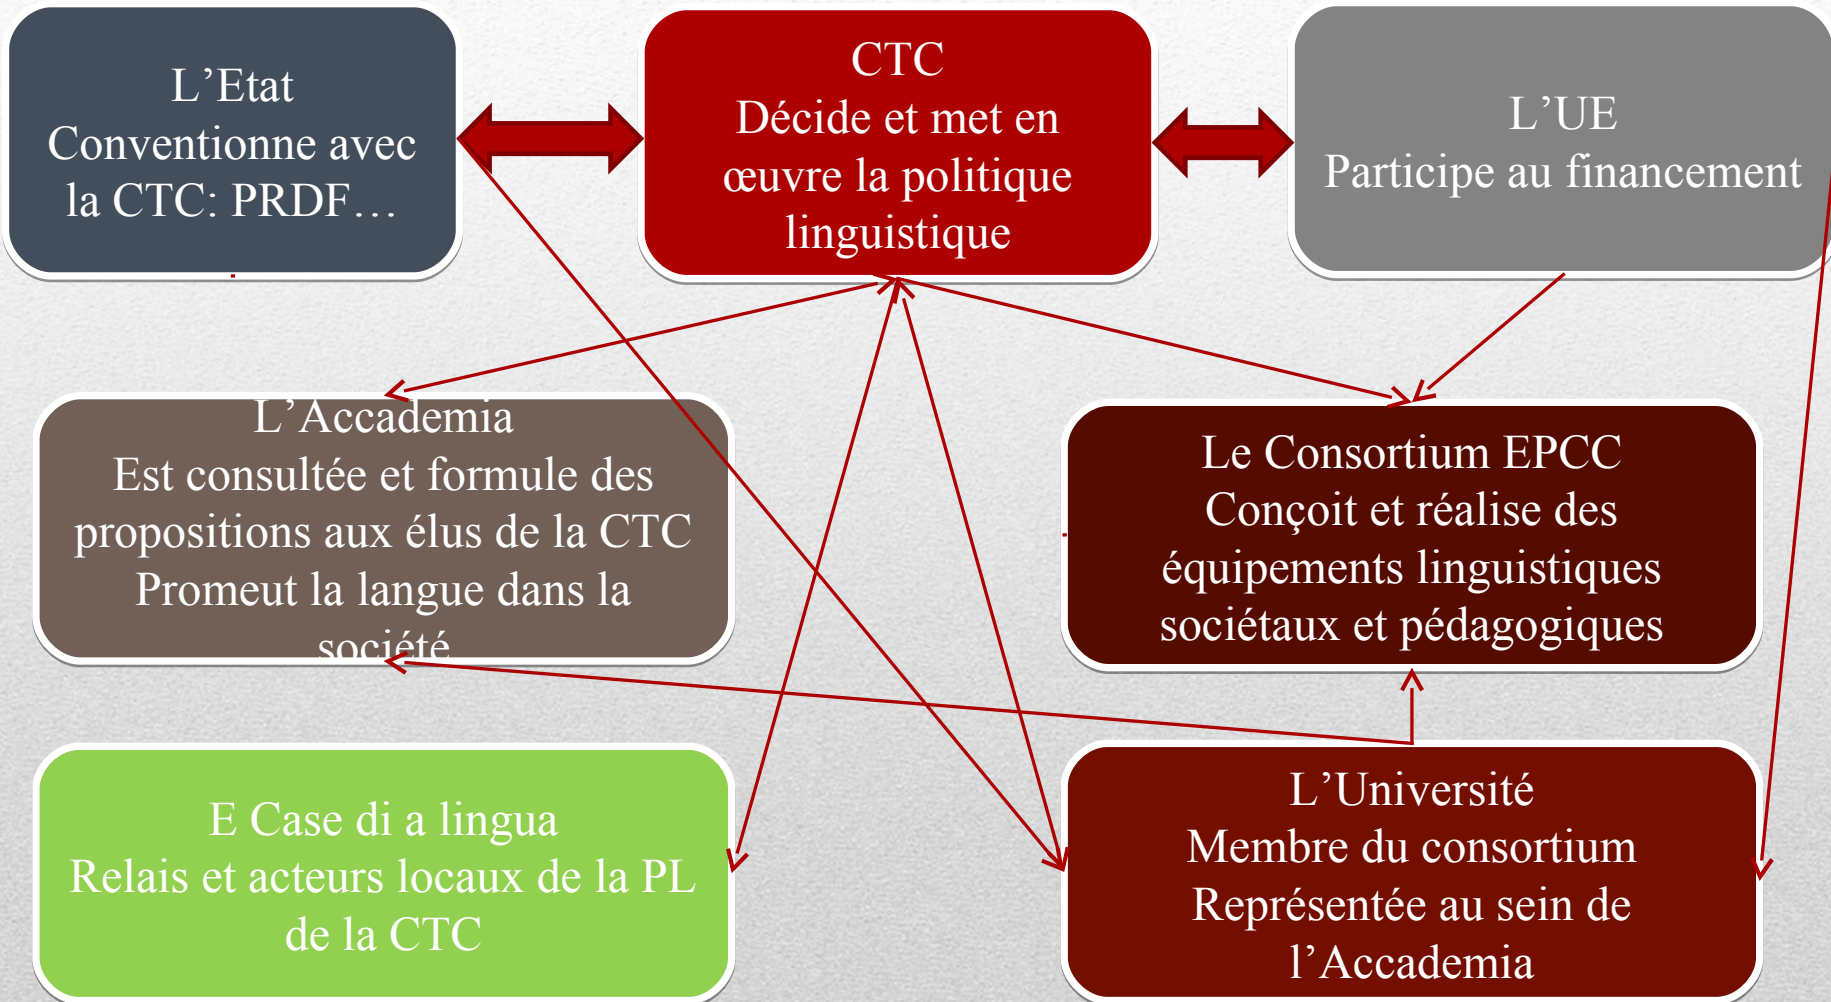 L’Etat
Conventionne avec
la CTC: PRDF…
CTC
Décide et met en
œuvre la politique
linguistique
L’UE
Participe au financement
L’Accademia
Est consultée et formule des
propositions aux élus de la CTC
Promeut la langue dans la
société
Le Consortium EPCC
Conçoit et réalise des
équipements linguistiques
sociétaux et pédagogiques
E Case di a lingua
Relais et acteurs locaux de la PL
de la CTC
L’Université
Membre du consortium
Représentée au sein de
l’Accademia